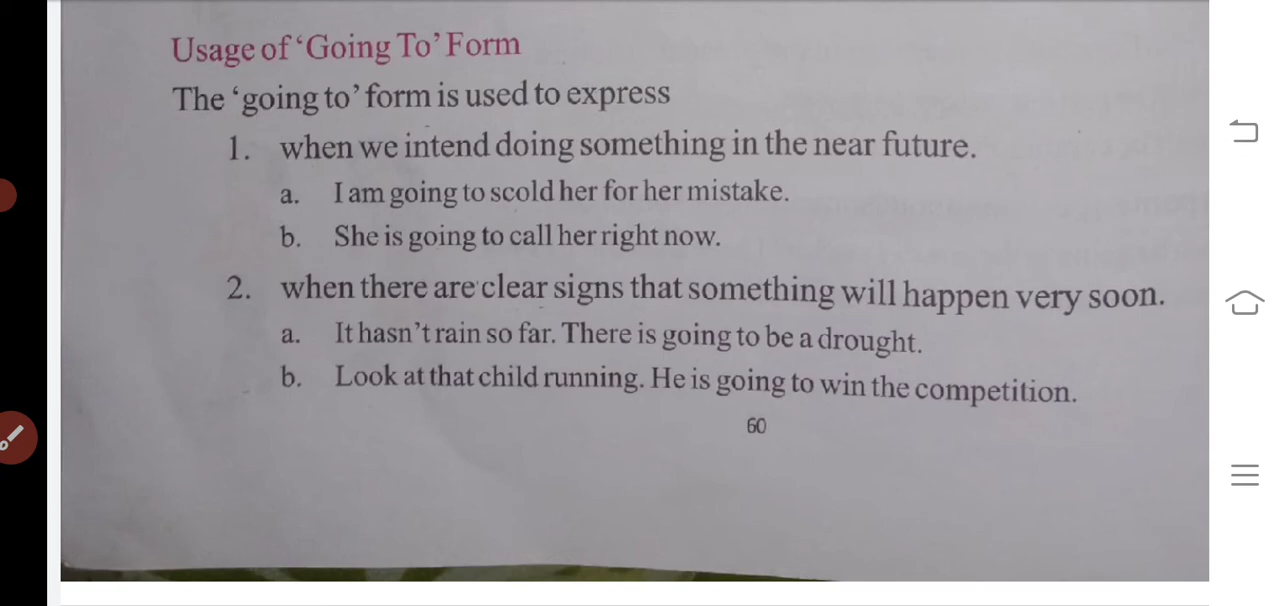 Usage of ‘Going To’ Form
The ‘going to’ form is used to express
1. when we intend doing something in the near future.
a. I am going to scold her for her mistake.
b. She is going to call her right now.
2. when there are clear signs that something will happen very soon.
a. It hasn’t rain so far. There is going to be a drought.
b. Look at that child running. He is going to win the competition.
60